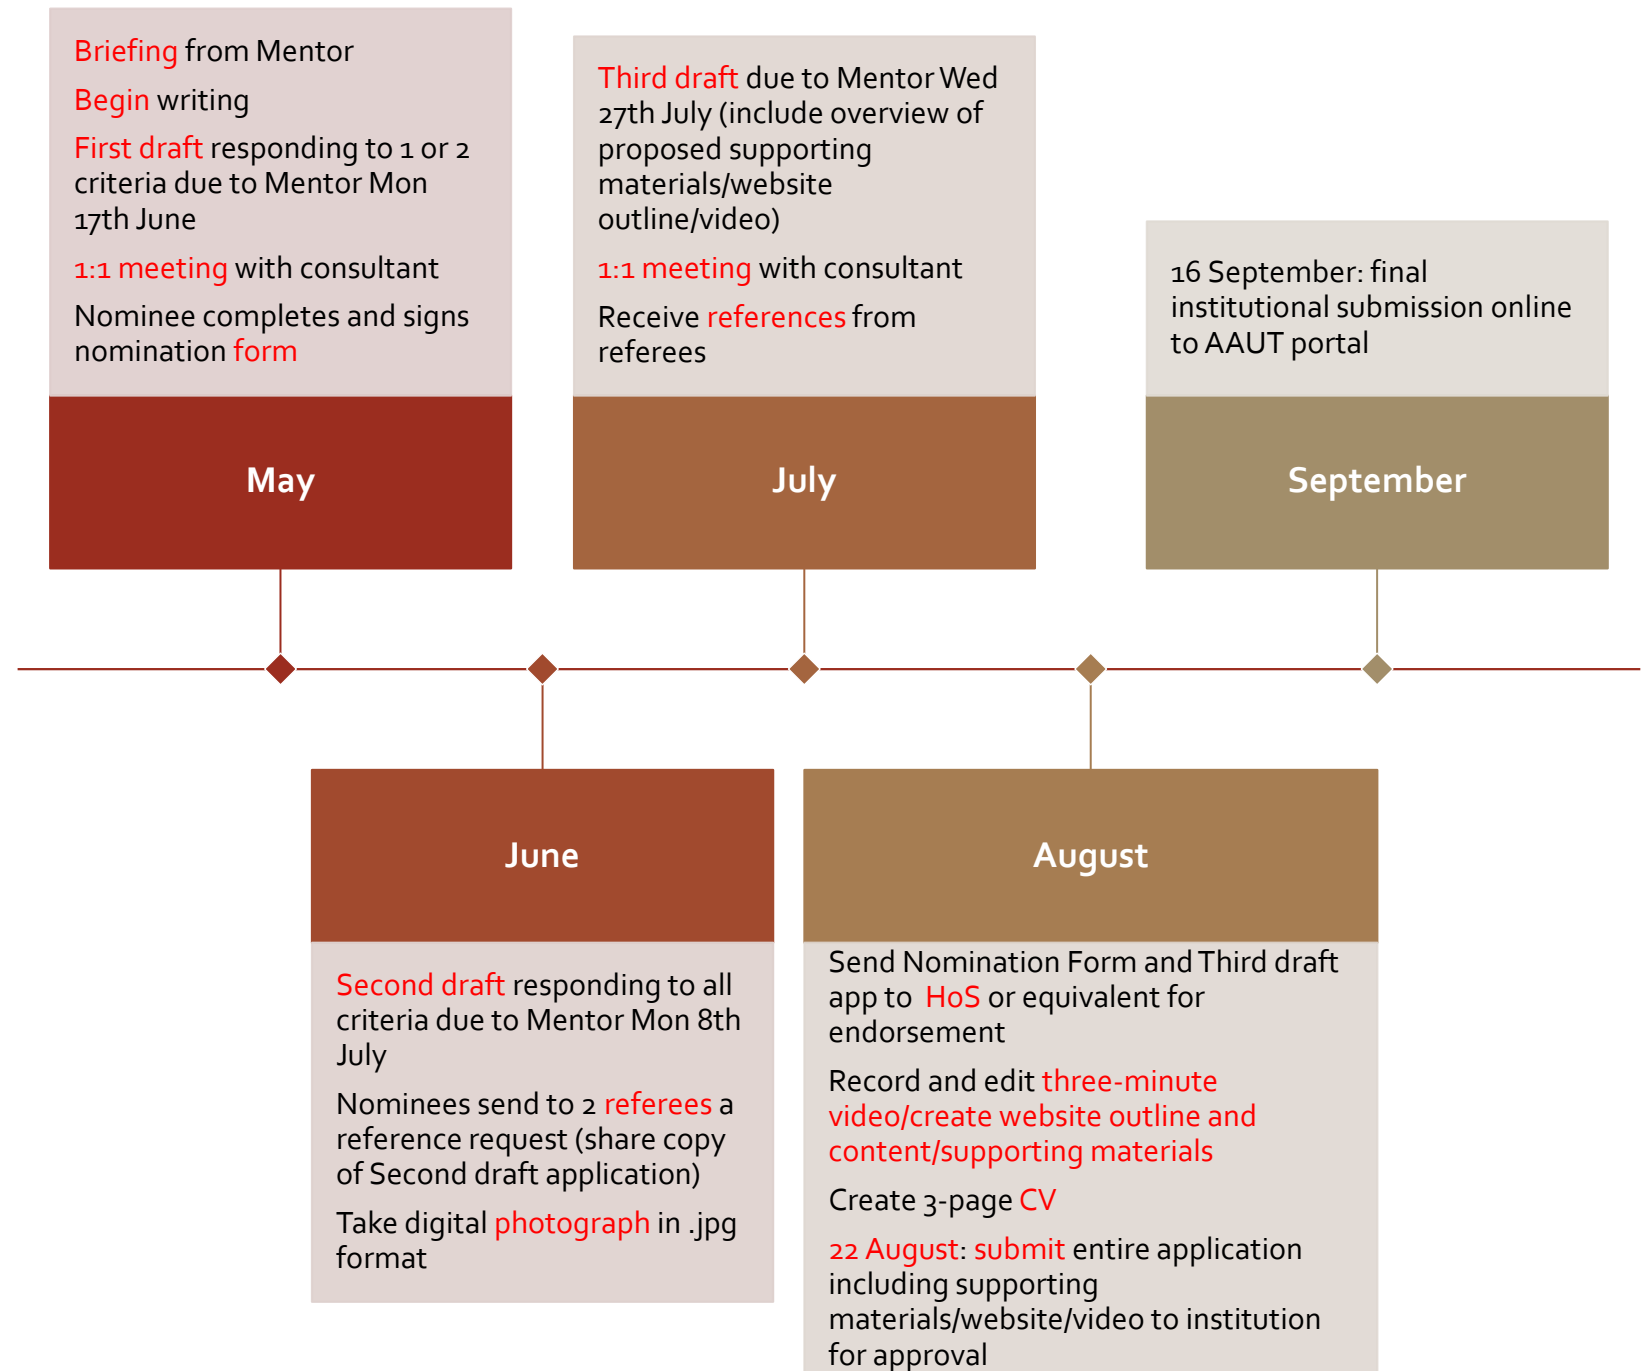 Briefing from Mentor
Begin writing
First draft responding to 1 or 2
criteria due to Mentor Mon
17th June
1:1 meeting with consultant
Nominee completes and signs
nomination form
May
Second draft responding to all
criteria due to Mentor Mon 8th
July
Nominees send to 2 referees a
reference request (share copy
of Second draft application)
Take digital photograph in .jpg
format
June
Third draft due to Mentor Wed
27th July (include overview of
proposed supporting
materials/website
outline/video)
1:1 meeting with consultant
Receive references from
referees
July
Send Nomination Form and Third draft
app to HoS or equivalent for
endorsement
Record and edit three-minute
video/create website outline and
content/supporting materials
Create 3-page CV
22 August: submit entire application
including supporting
materials/website/video to institution
for approval
August
16 September: final
institutional submission online
to AAUT portal
September